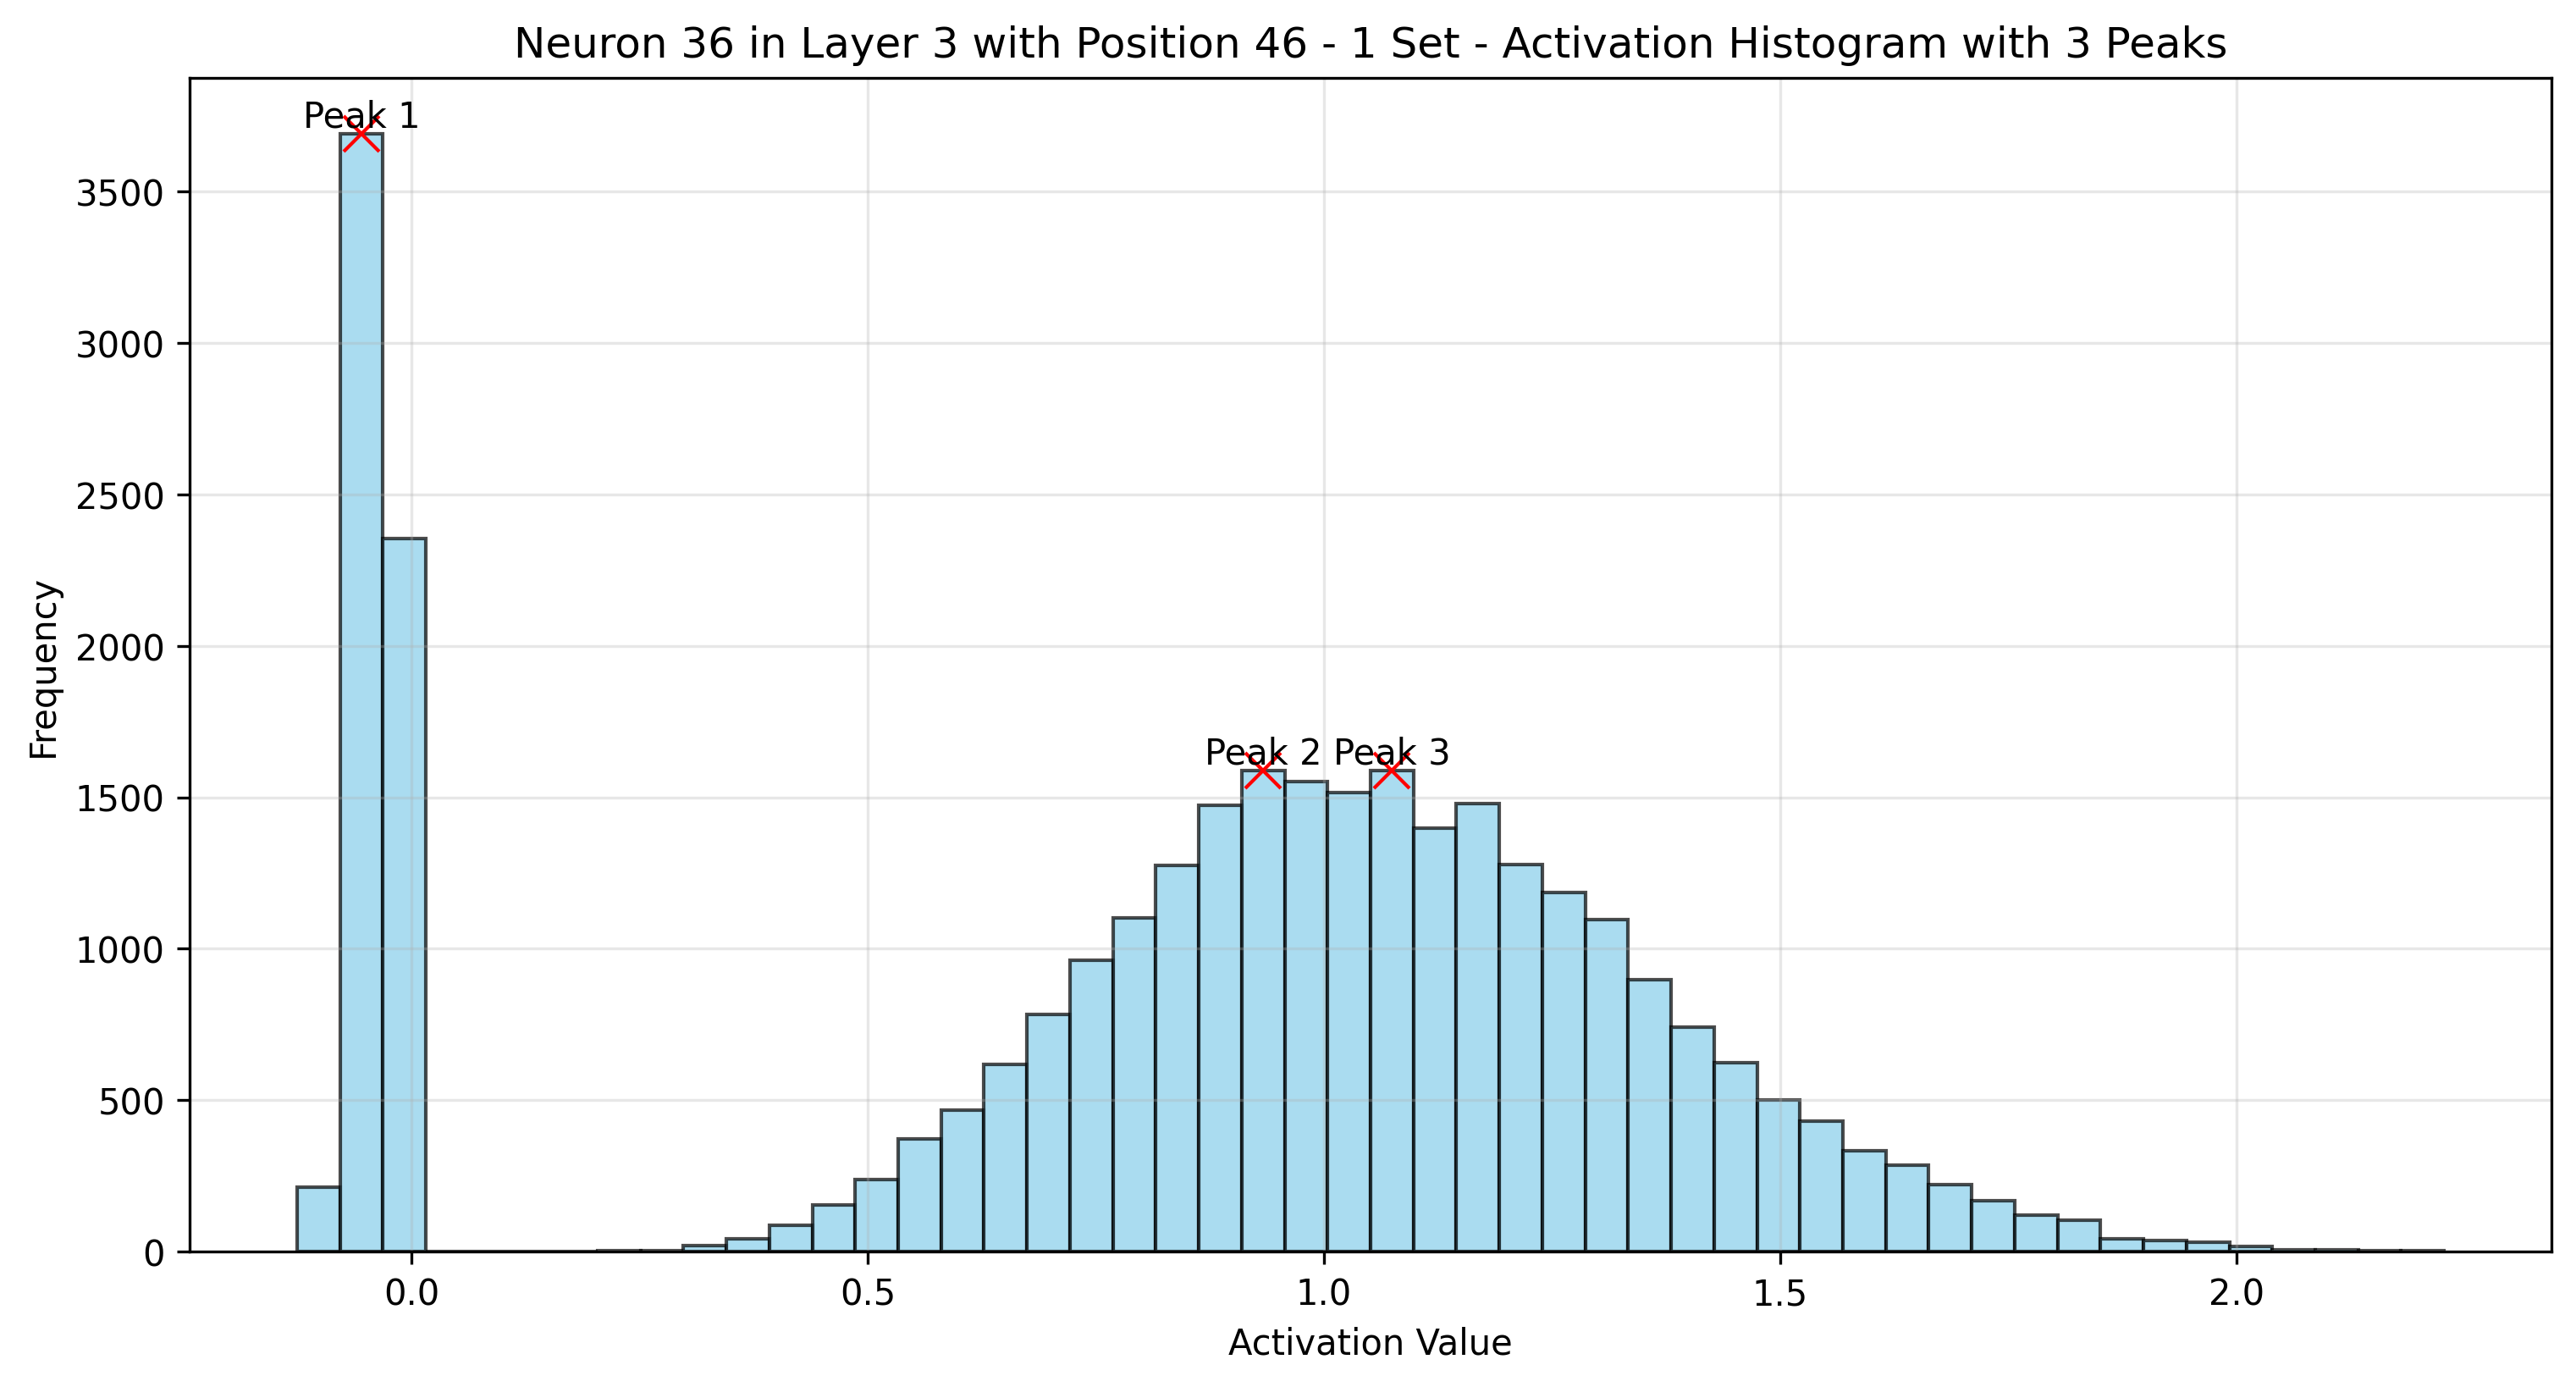 Neuron 36 in Layer 3 with Position 46 - 1 Set - Activation Histogram with 3 Peaks
Peak 1
3500
3000
2500
2000
1500
1000
500
0
Frequency
Peak 2
Peak 3
0.0
0.5
1.0
1.5
2.0
Activation Value